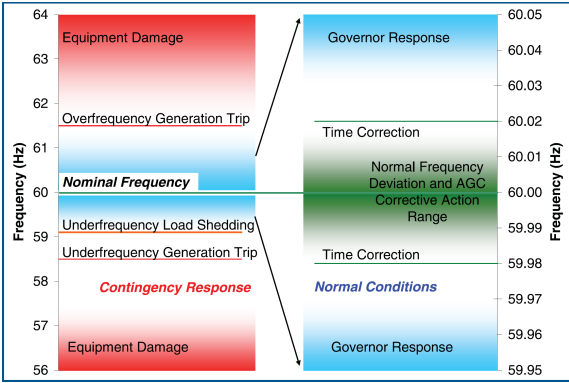 Frequency (Hz)
64
63
62
61
60
59
58
57
56
Equipment Damage
Overfrequency Generation Trip
Nominal Frequency
Underfrequency Load Shedding
Underfrequency Generation Trip
Contingency Response
Equipment Damage
Governor Response
Time Correction
Normal Frequency
Deviation and AGC
Corrective Action
Range
Time Correction
Normal Conditions
Governor Response
60.05
60.04
60.03
60.02
60.01
60.00
59.99
59.98
59.97
59.96
59.95
Frequency (Hz)